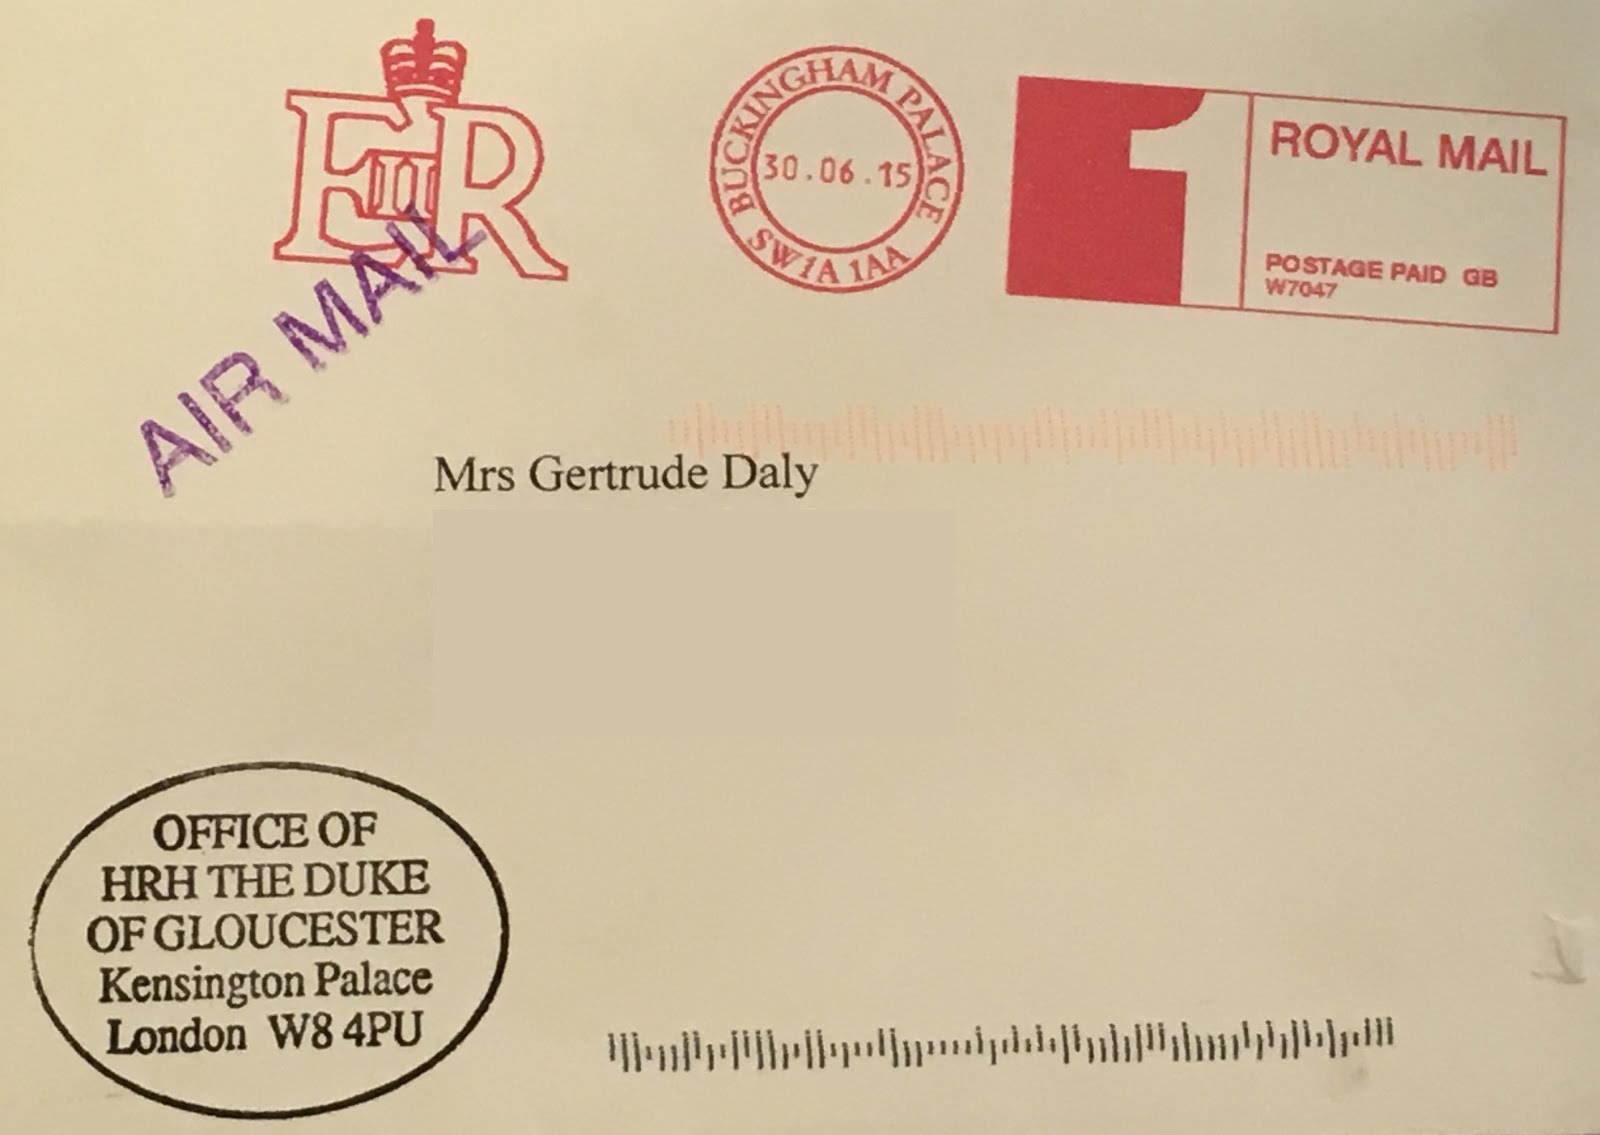 EIIR
BUCKINGHAM PALACE
30.06.15
SW1A 1AA
1
ROYAL MAIL
POSTAGE PAID GB
W7047
AIR MAIL
Mrs Gertrude Daly
OFFICE OF
HRH THE DUKE
OF GLOUCESTER
Kensington Palace
London W8 4PU